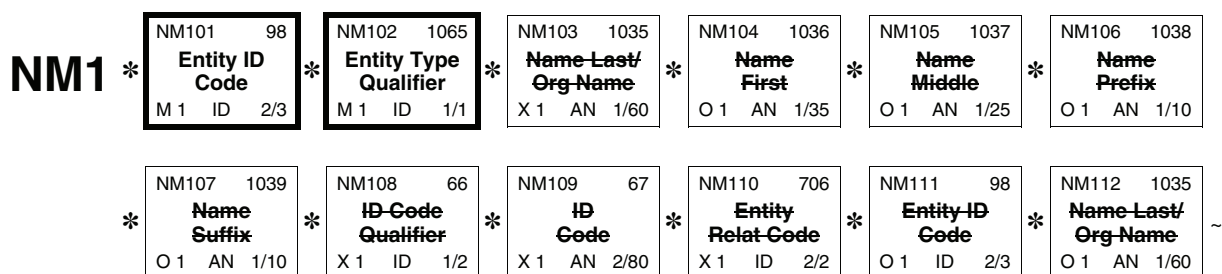 NM101 98 NM102 1065 NM103 1035 NM104 1036 NM105 1037 NM106 1038
NM1 * Entity ID * Entity Type * Name Last/ * Name * Name * Name
Code Qualifier Org Name First Middle Prefix
M 1 ID 2/3 M 1 ID 1/1 X 1 AN 1/60 O 1 AN 1/35 O 1 AN 1/25 O 1 AN 1/10
NM107 1039 NM108 66 NM109 67 NM110 706 NM111 98 NM112 1035
* Name * ID Code * ID * Entity * Entity ID * Name Last/ ~
Suffix Qualifier Code Relat Code Code Org Name
O 1 AN 1/10 X 1 ID 1/2 X 1 AN 2/80 X 1 ID 2/2 O 1 ID 2/3 O 1 AN 1/60